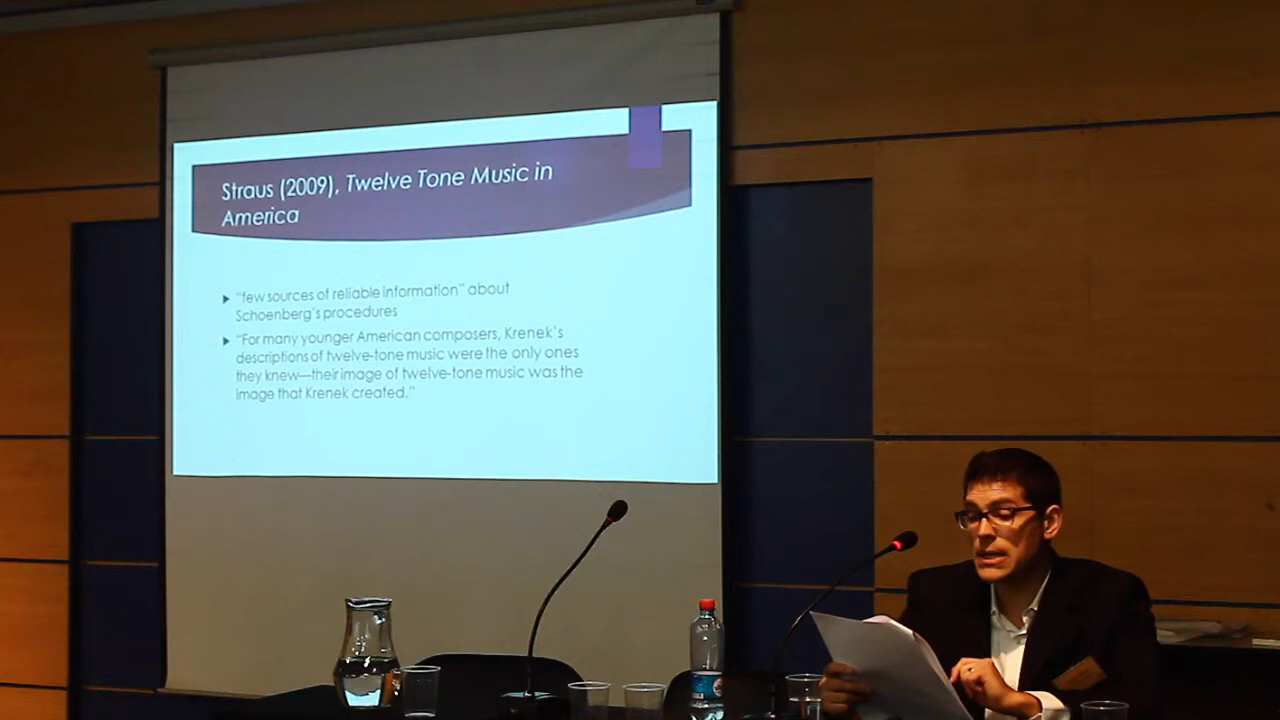 Straus (2009), Twelve Tone Music in
America
"few sources of reliable information" about
Schoenberg's procedures
"For many younger American composers, Krenek's
descriptions of twelve-tone music were the only ones
they knew—their image of twelve-tone music was the
image that Krenek created."